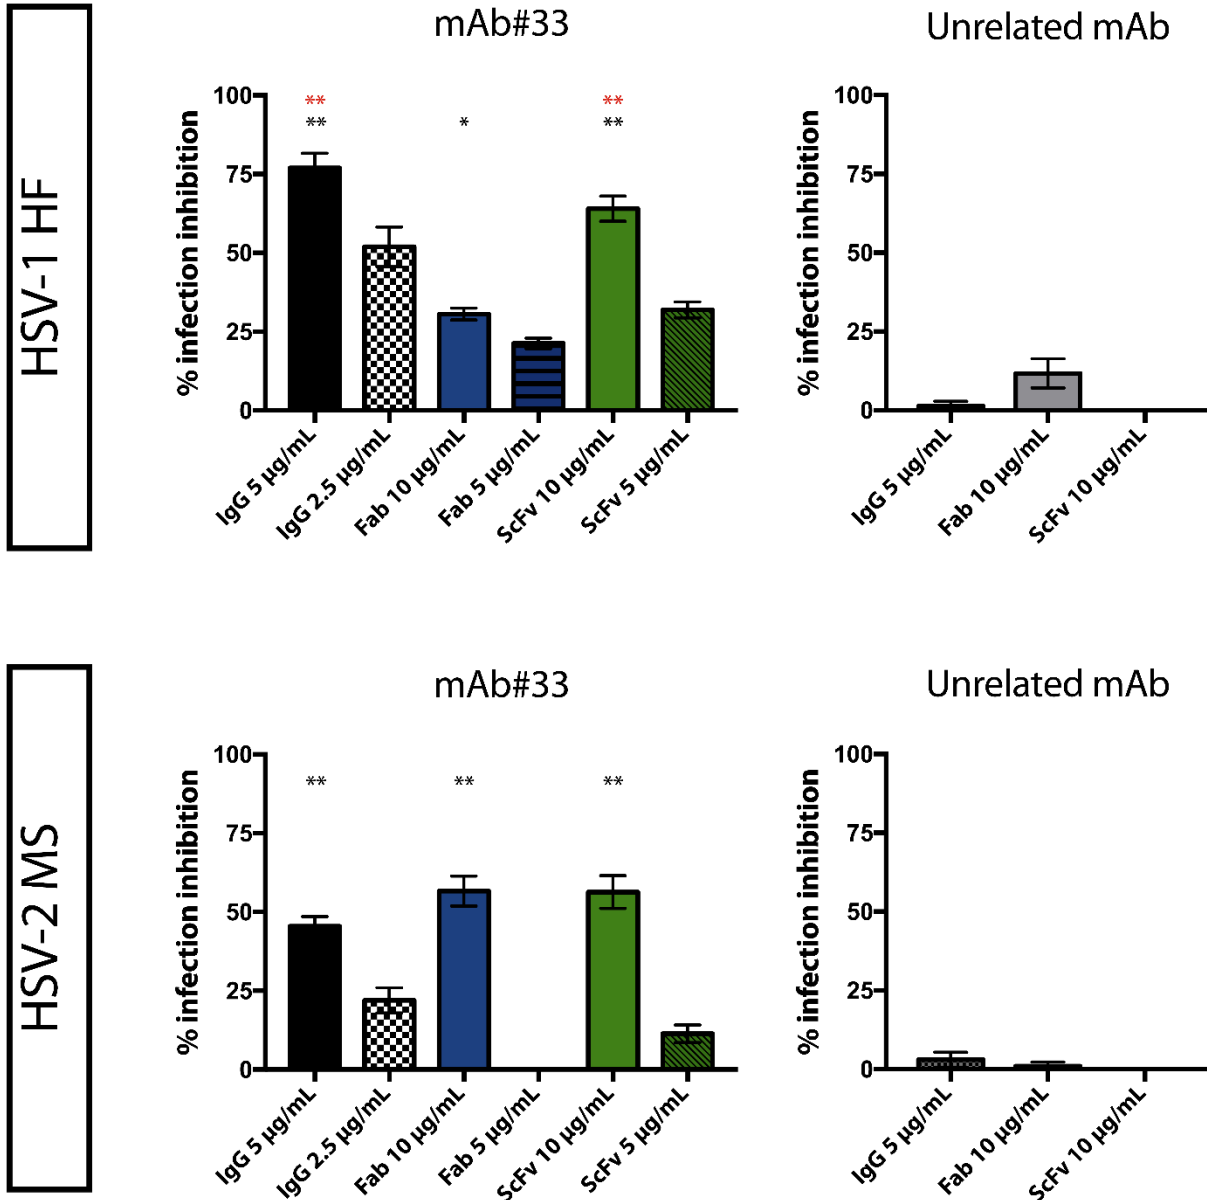 HSV-1 HF
mAb#33
% infection inhibition
100
75
50
25
0
**
**
*
**
**
IgG 5 µg/mL
IgG 2.5 µg/mL
Fab 10 µg/mL
Fab 5 µg/mL
ScFv 10 µg/mL
ScFv 5 µg/mL
Unrelated mAb
% infection inhibition
100
75
50
25
0
IgG 5 µg/mL
Fab 10 µg/mL
ScFv 10 µg/mL
HSV-2 MS
mAb#33
% infection inhibition
100
75
50
25
0
**
**
**
IgG 5 µg/mL
IgG 2.5 µg/mL
Fab 10 µg/mL
Fab 5 µg/mL
ScFv 10 µg/mL
ScFv 5 µg/mL
Unrelated mAb
% infection inhibition
100
75
50
25
0
IgG 5 µg/mL
Fab 10 µg/mL
ScFv 10 µg/mL